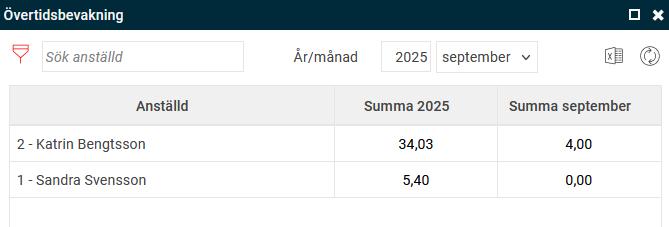 Övertidsbevakning
Sök anställd År/månad 2025 september
Anställd Summa 2025 Summa september
2 - Katrin Bengtsson 34,03 4,00
1 - Sandra Svensson 5,40 0,00